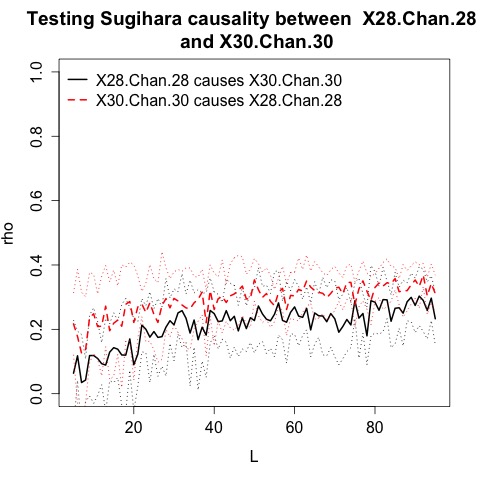 Testing Sugihara causality between  X28.Chan.28
and X30.Chan.30
X28.Chan.28 causes X30.Chan.30
X30.Chan.30 causes X28.Chan.28
rho
1.0
0.8
0.6
0.4
0.2
0.0
20 40 60 80
L